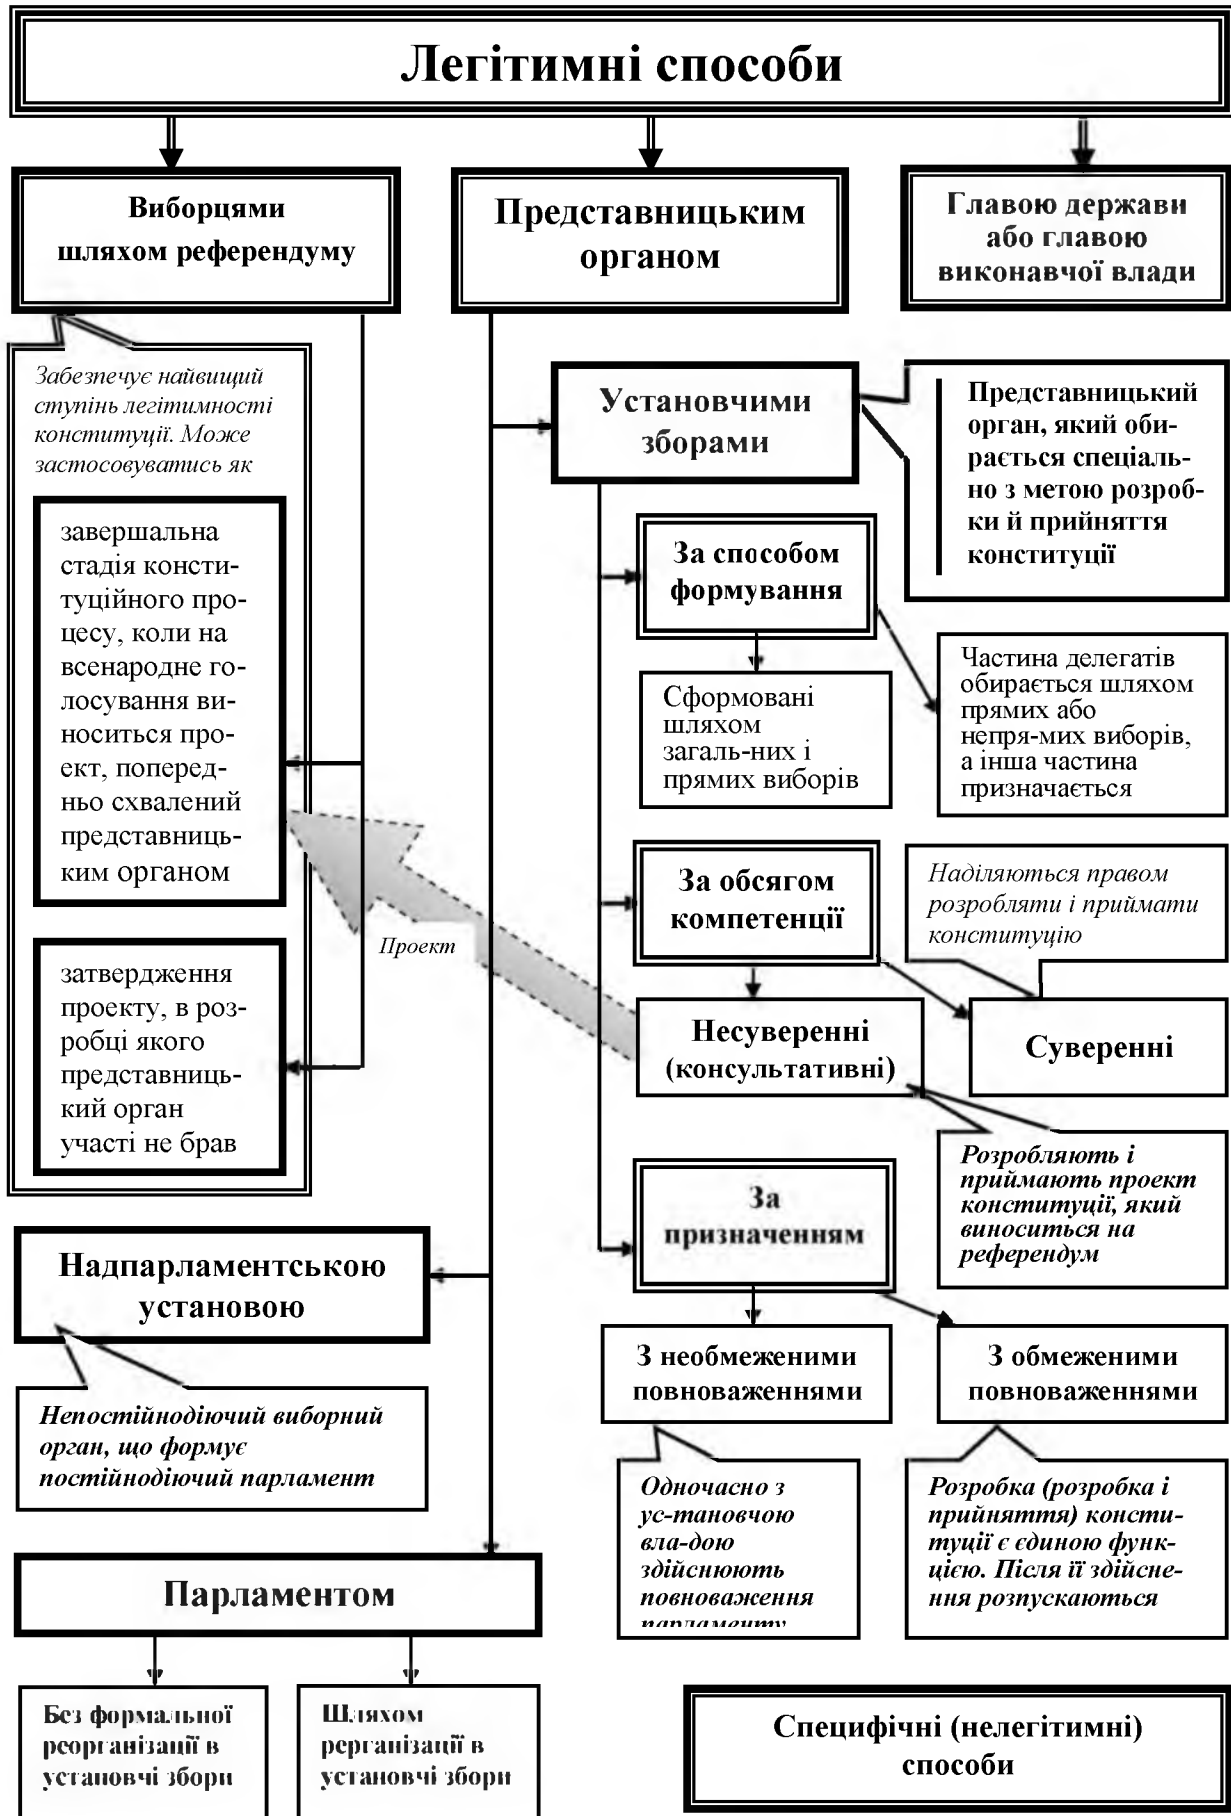 Легітимні способи
Виборцями
шляхом референдуму
Представницьким
органом
Главою держави
або главою
виконавчої влади
Забезпечує найвищий
ступінь легітимності
конституції. Може
застосовуватись як
завершальна
стадія консти-
туційного про-
цесу, коли на
всенародне го-
лосування ви-
носиться про-
ект, поперед-
ньо схвалений
представниць-
ким органом
затвердження
проекту, в роз-
робці якого
представниць-
кий орган
участі не брав
Установчими
зборами
Представницький
орган, який оби-
рається спеціаль-
но з метою розроб-
ки й прийняття
конституції
За способом
формування
Сформовані
шляхом
загаль-них і
прямих виборів
Частина делегатів
обирається шляхом
прямих або
непря-мих виборів,
а інша частина
призначається
За обсягом
компетенції
Наділяються правом
розробляти і приймати
конституцію
Проект
Несуверенні
(консультативні)
Суверенні
Розробляють і
приймають проект
конституції, який
виноситься на
референдум
За
призначенням
Надпарламентською
установою
Непостійнодіючий виборний
орган, що формує
постійнодіючий парламент
З необмеженими
повноваженнями
З обмеженими
повноваженнями
Одночасно з
ус-тановчою
вла-дою
здійснюють
повноваження
парламенту
Розробка (розробка і
прийняття) консти-
туції є єдиною функ-
цією. Після її здійсне-
ння розпускаються
Парламентом
Без формальної
реорганізації в
установчі збори
Шляхом
рерганізації в
установчі збори
Специфічні (нелегітимні)
способи